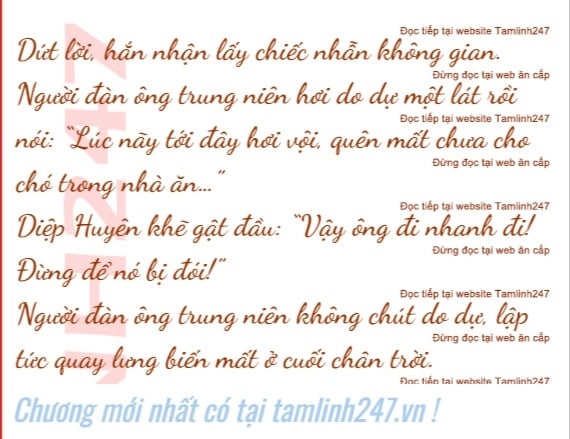 Đọc tiếp tại website Tamlinh247
Dứt lời, hắn nhận lấy chiếc nhẫn không gian.
Đừng đọc tại web ăn cắp
Người đàn ông trung niên hơi do dự một lát rồi
Đọc tiếp tại website Tamlinh247
nói: “Lúc nãy tới đây hơi vội, quên mất chưa cho
Đừng đọc tại web ăn cắp
chó trong nhà ăn...”
Đọc tiếp tại website Tamlinh247
Diệp Huyên khẽ gật đầu: “Vậy ông đi nhanh đi!
Đừng đọc tại web ăn cắp
Đừng để nó bị đói!”
Đọc tiếp tại website Tamlinh247
Người đàn ông trung niên không chút do dự, lập
Đừng đọc tại web ăn cắp
tức quay lưng biến mất ở cuối chân trời.
Đọc tiếp tại website Tamlinh247
Chương mới nhất có tại tamlinh247.vn !
NH247